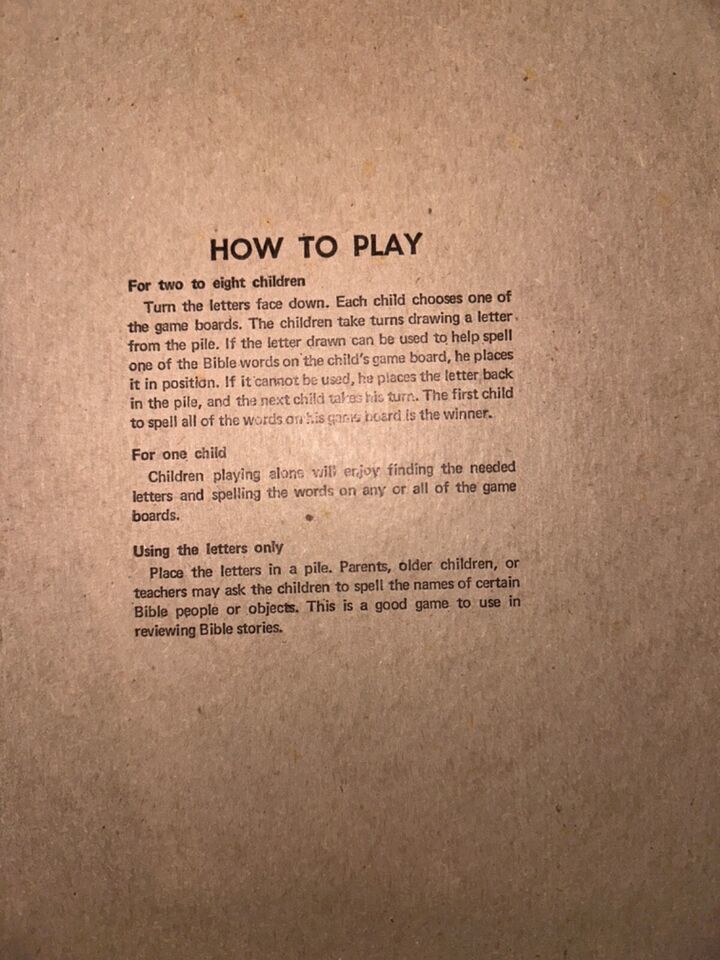 HOW TO PLAY
For two to eight children
Turn the letters face down. Each child chooses one of
the game boards. The children take turns drawing a letter
from the pile. If the letter drawn can be used to help spell
one of the Bible words on the child's game board, he places
it in position. If it cannot be used, he places the letter back
in the pile, and the next child takes his turn. The first child
to spell all of the words on his game board is the winner.
For one child
Children playing alone will enjoy finding the needed
letters and spelling the words on any or all of the game
boards.
Using the letters only
Place the letters in a pile. Parents, older children, or
teachers may ask the children to spell the names of certain
Bible people or objects. This is a good game to use in
reviewing Bible stories.